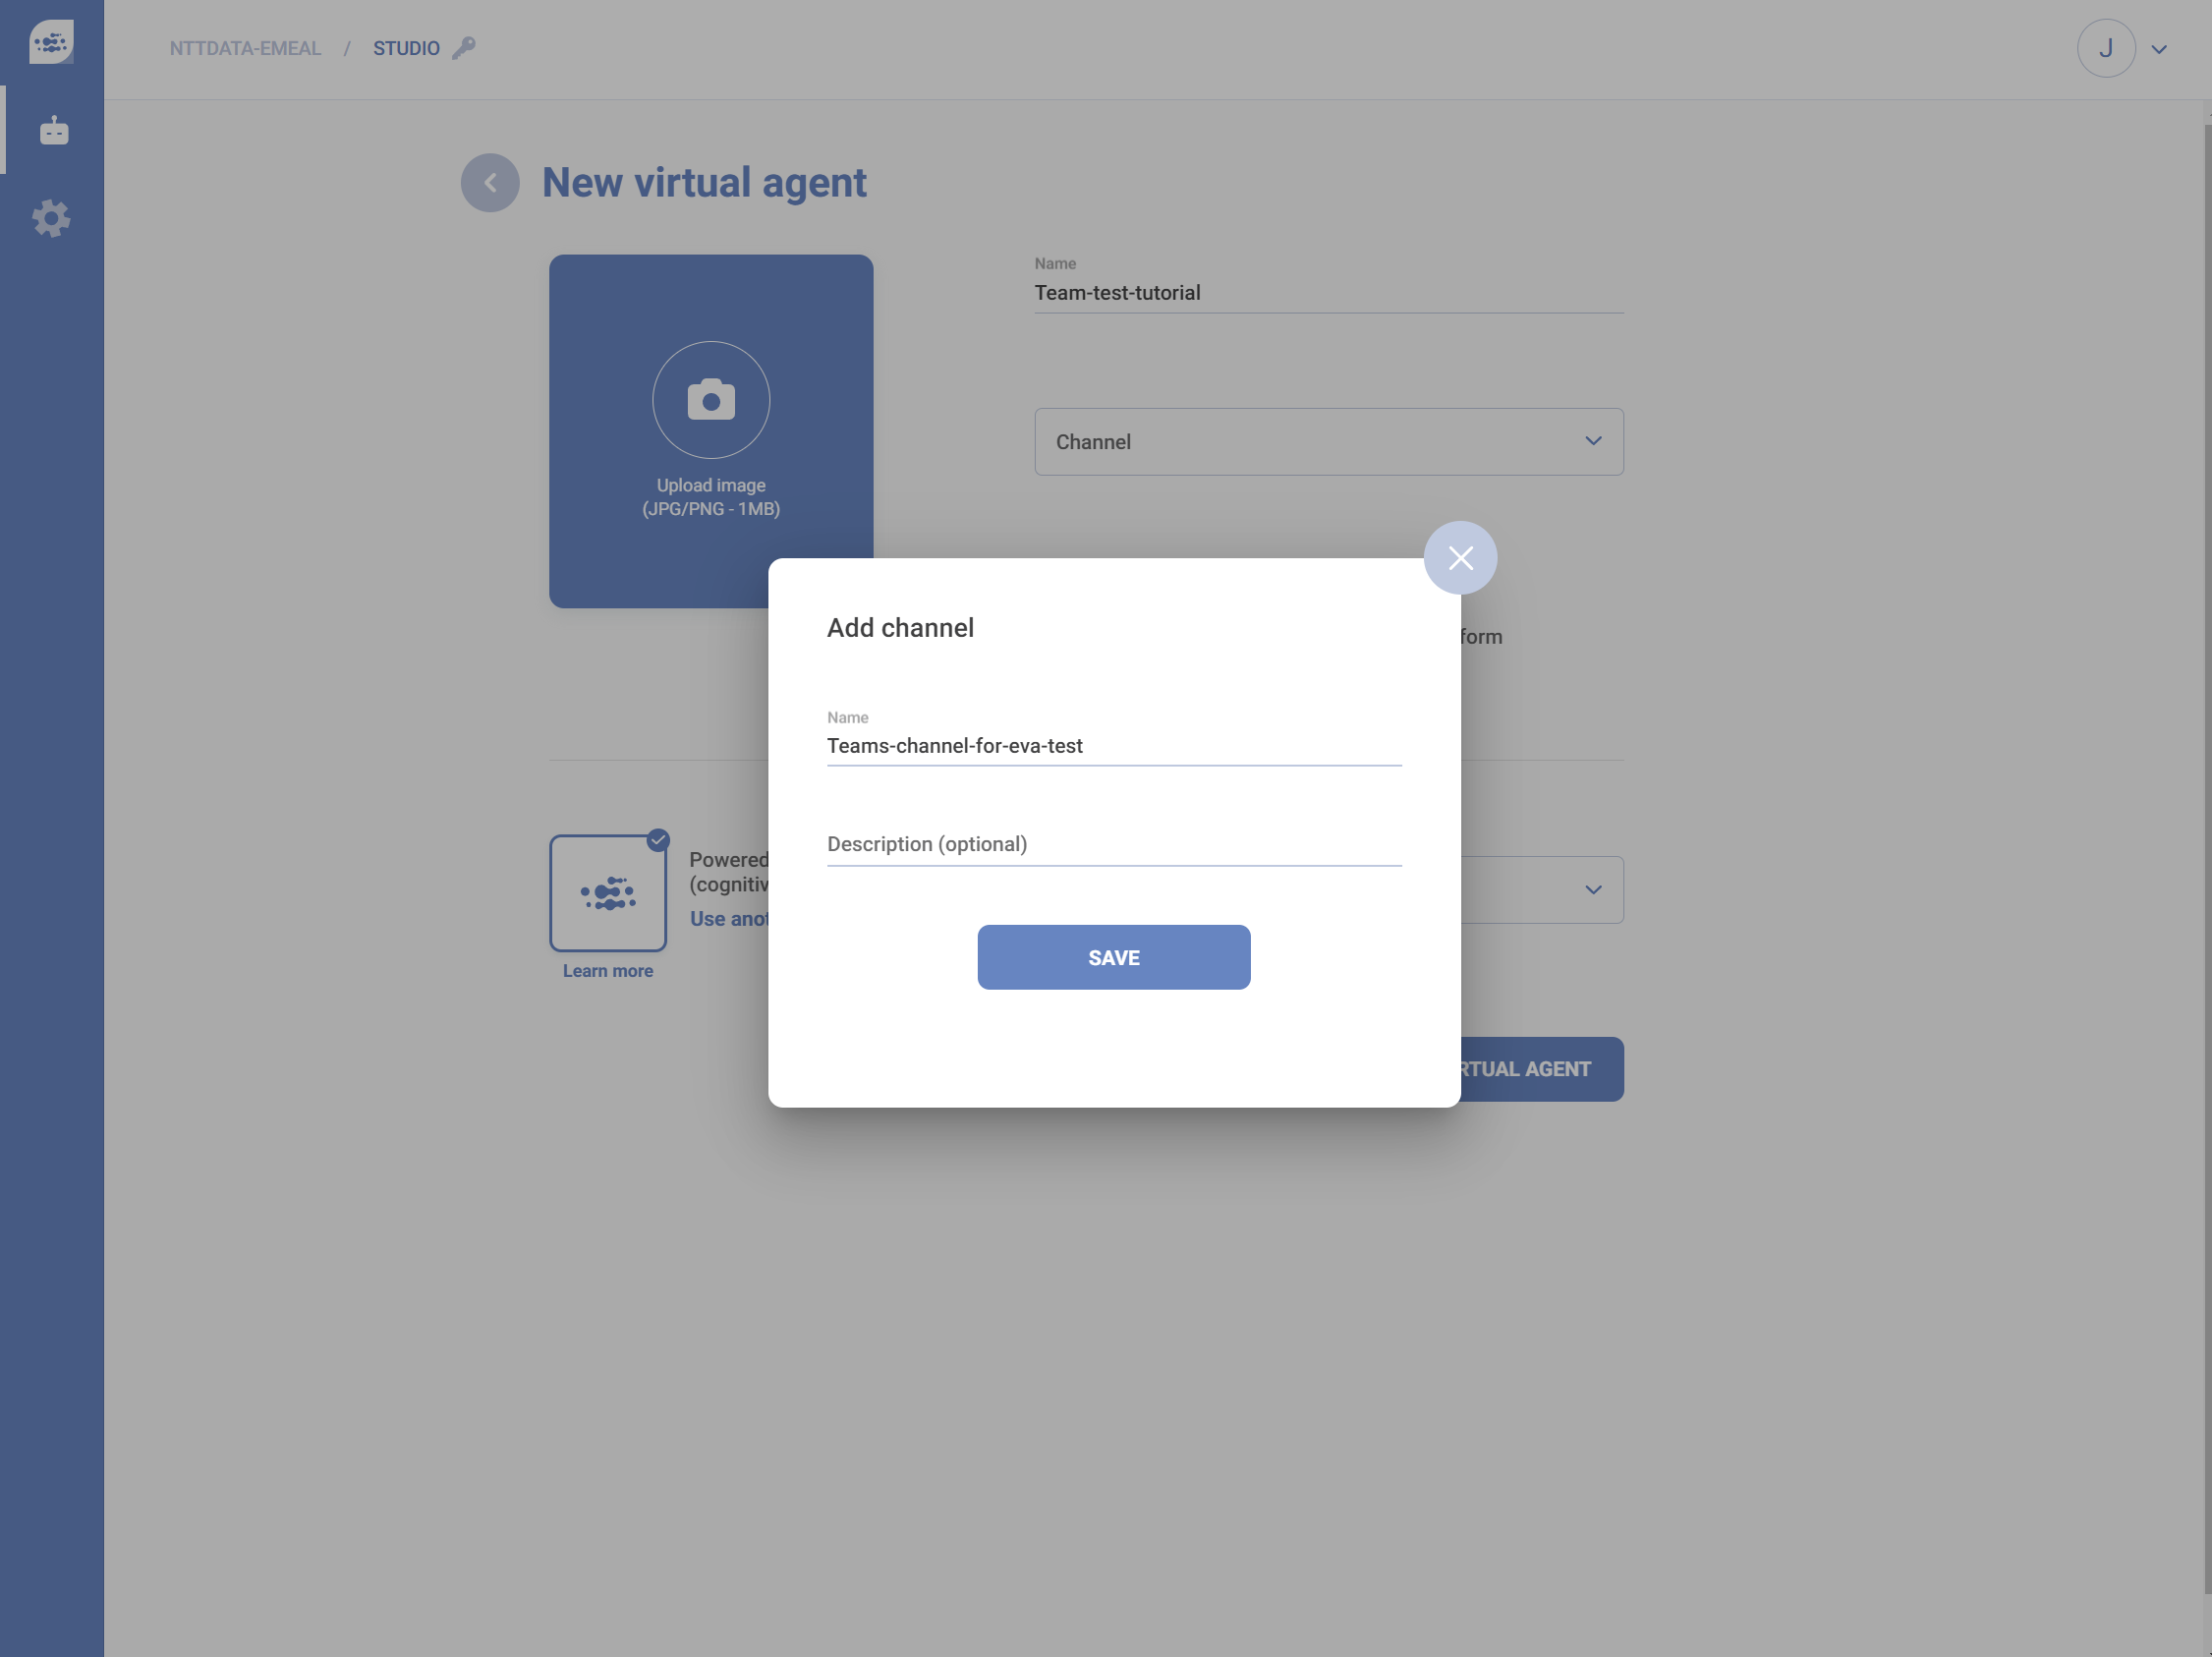 NTTDATA-EMEAL / STUDIO
J
New virtual agent
Name
Team-test-tutorial
Channel
Upload image
(JPG/PNG - 1MB)
Add channel
form
Name
Teams-channel-for-eva-test
Description (optional)
Powered
(cognitiv
Use anot
Learn more
SAVE
RTUAL AGENT